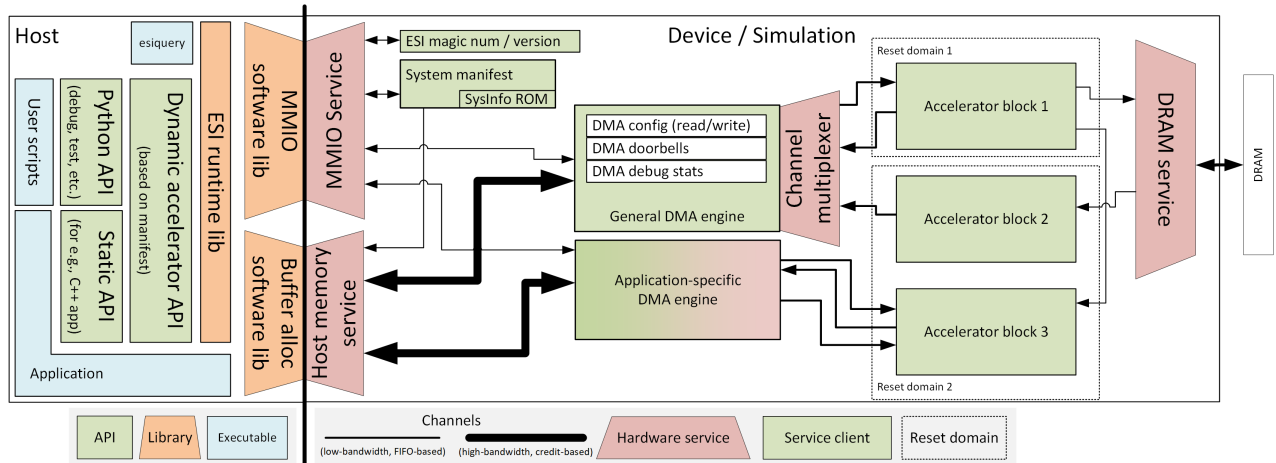 Host
esiquery
User scripts
Python API
(debug, test, etc.)
Static API
(for e.g., C++ app)
Dynamic accelerator API
(based on manifest)
ESI runtime lib
Application
MMIO
software lib
Buffer alloc
software lib
MMIO Service
Host memory
service
Device / Simulation
ESI magic num / version
System manifest
SysInfo ROM
DMA config (read/write)
DMA doorbells
DMA debug stats
General DMA engine
Channel
multiplexer
Application-specific
DMA engine
Reset domain 1
Accelerator block 1
Accelerator block 2
Accelerator block 3
Reset domain 2
DRAM service
DRAM
API
Library
Executable
Channels
(low-bandwidth, FIFO-based)
(high-bandwidth, credit-based)
Hardware service
Service client
Reset domain